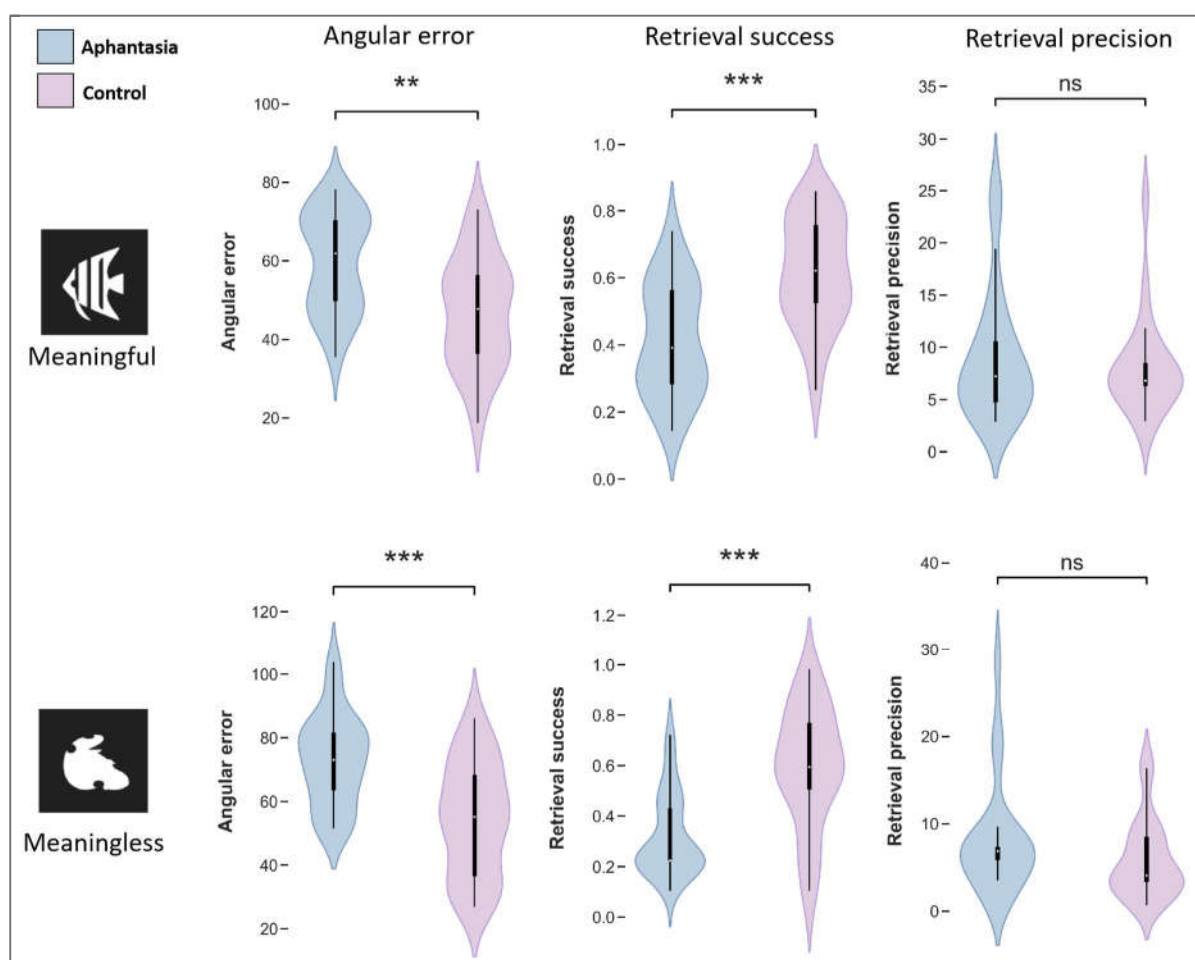 Aphantasia
Control
Angular error
Retrieval success
Retrieval precision
**
***
ns
Angular error
100
80
60
40
20
Retrieval success
1.0
0.8
0.6
0.4
0.2
0.0
Retrieval precision
35
30
25
20
15
10
5
0
Meaningful
***
***
ns
Angular error
120
100
80
60
40
20
Retrieval success
1.2
1.0
0.8
0.6
0.4
0.2
0.0
Retrieval precision
40
30
20
10
0
Meaningless